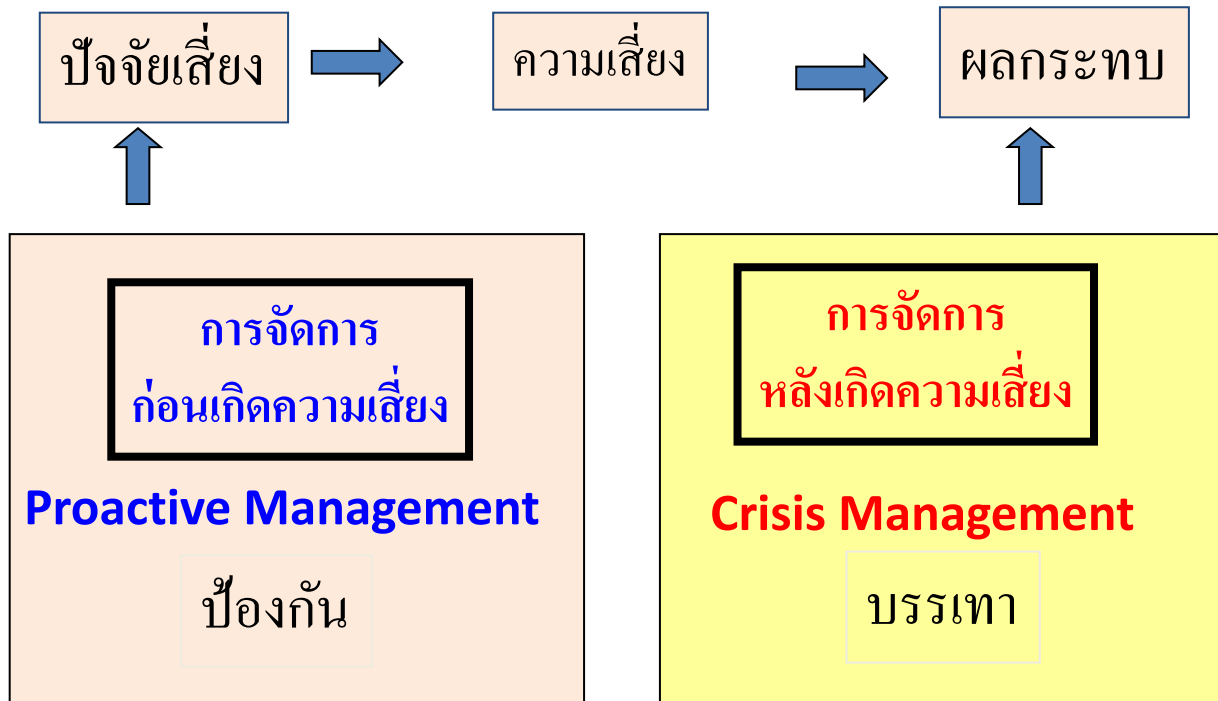 ปัจจัยเสี่ยง
ความเสี่ยง
ผลกระทบ
การจัดการ
ก่อนเกิดความเสี่ยง
Proactive Management
ป้องกัน
การจัดการ
หลังเกิดความเสี่ยง
Crisis Management
บรรเทา